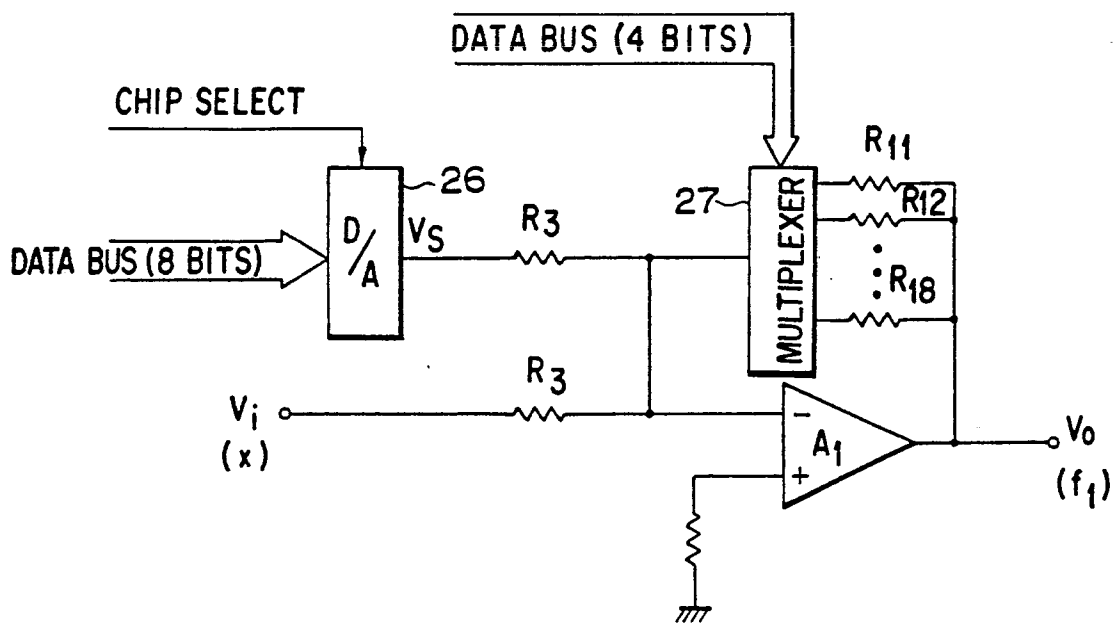 DATA BUS (4 BITS)
CHIP SELECT
26
27
R11
R12
R18
MULTIPLEXER
D/A
VS
R3
DATA BUS (8 BITS)
R3
Vi
(x)
−
A1
+
Vo
(f1)